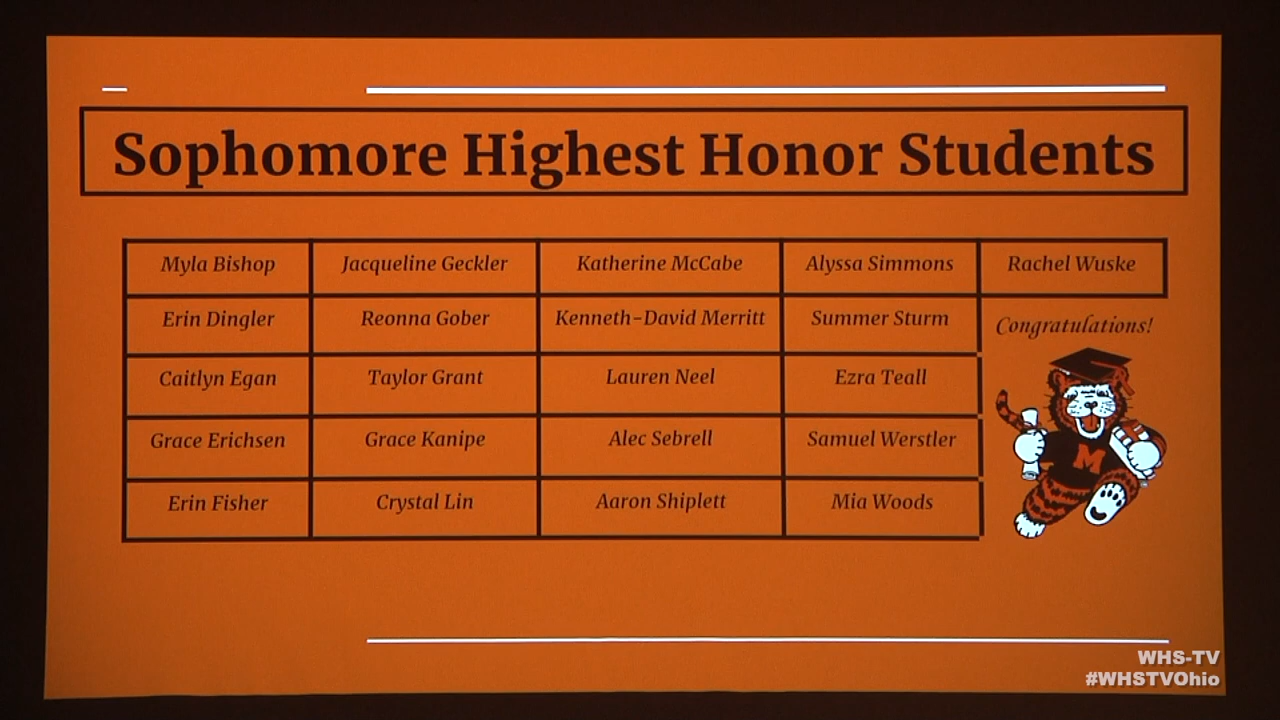 Sophomore Highest Honor Students
Myla Bishop Jacqueline Geckler Katherine McCabe Alyssa Simmons Rachel Wuske
Erin Dingler Reonna Gober Kenneth-David Merritt Summer Sturm Congratulations!
Caitlyn Egan Taylor Grant Lauren Neel Ezra Teall
Grace Erichsen Grace Kanipe Alec Sebrell Samuel Werstler
M
Erin Fisher Crystal Lin Aaron Shiplett Mia Woods
WHS-TV
#WHSTVOhio